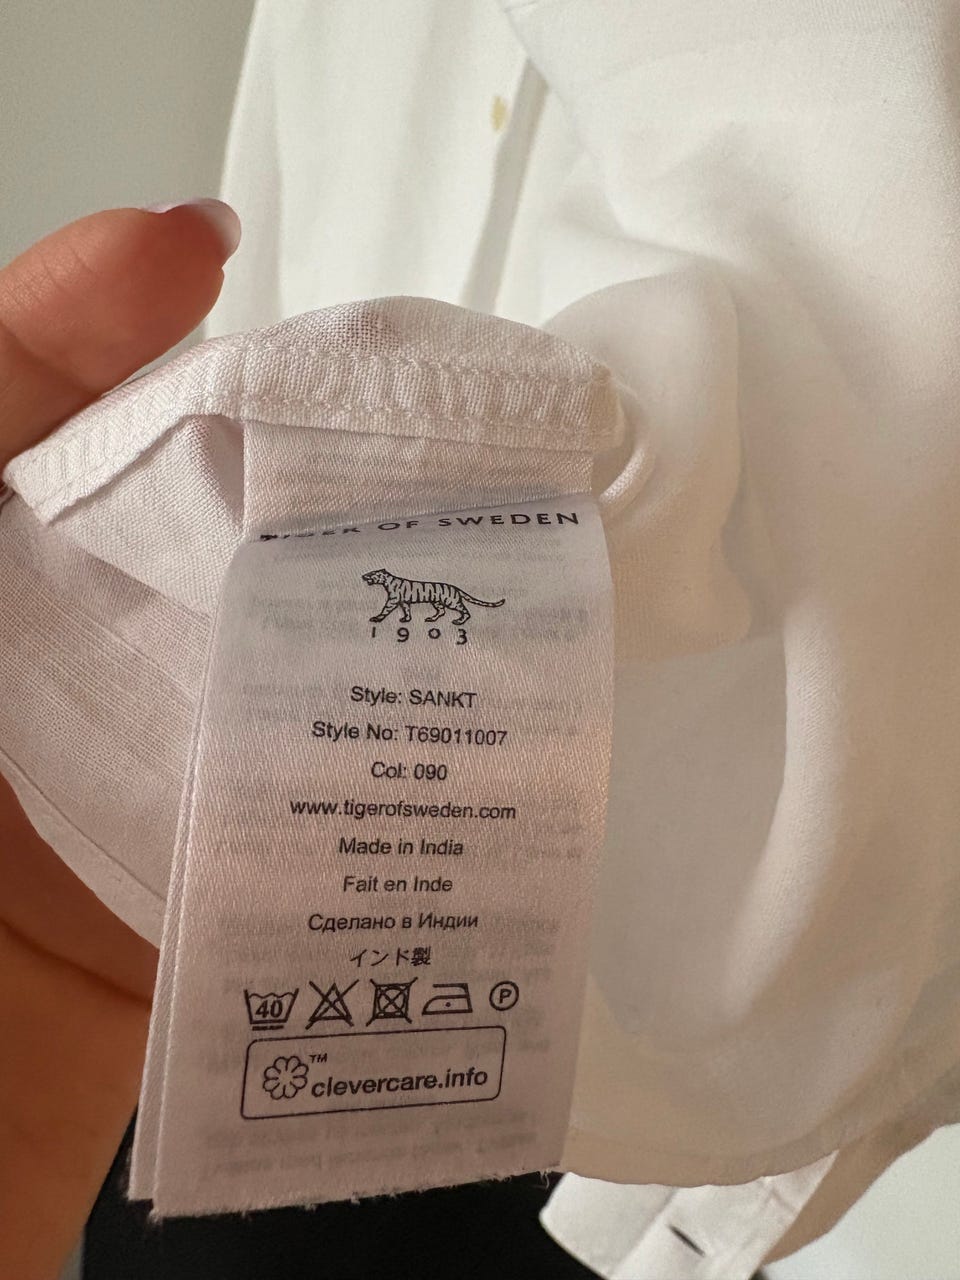 OF SWEDEN
1903
Style: SANKT
Style No: T69011007
Col: 090
www.tigerofsweden.com
Made in India
Fait en Inde
Сделано в Индии
インド製
40 P
TM
clevercare.info